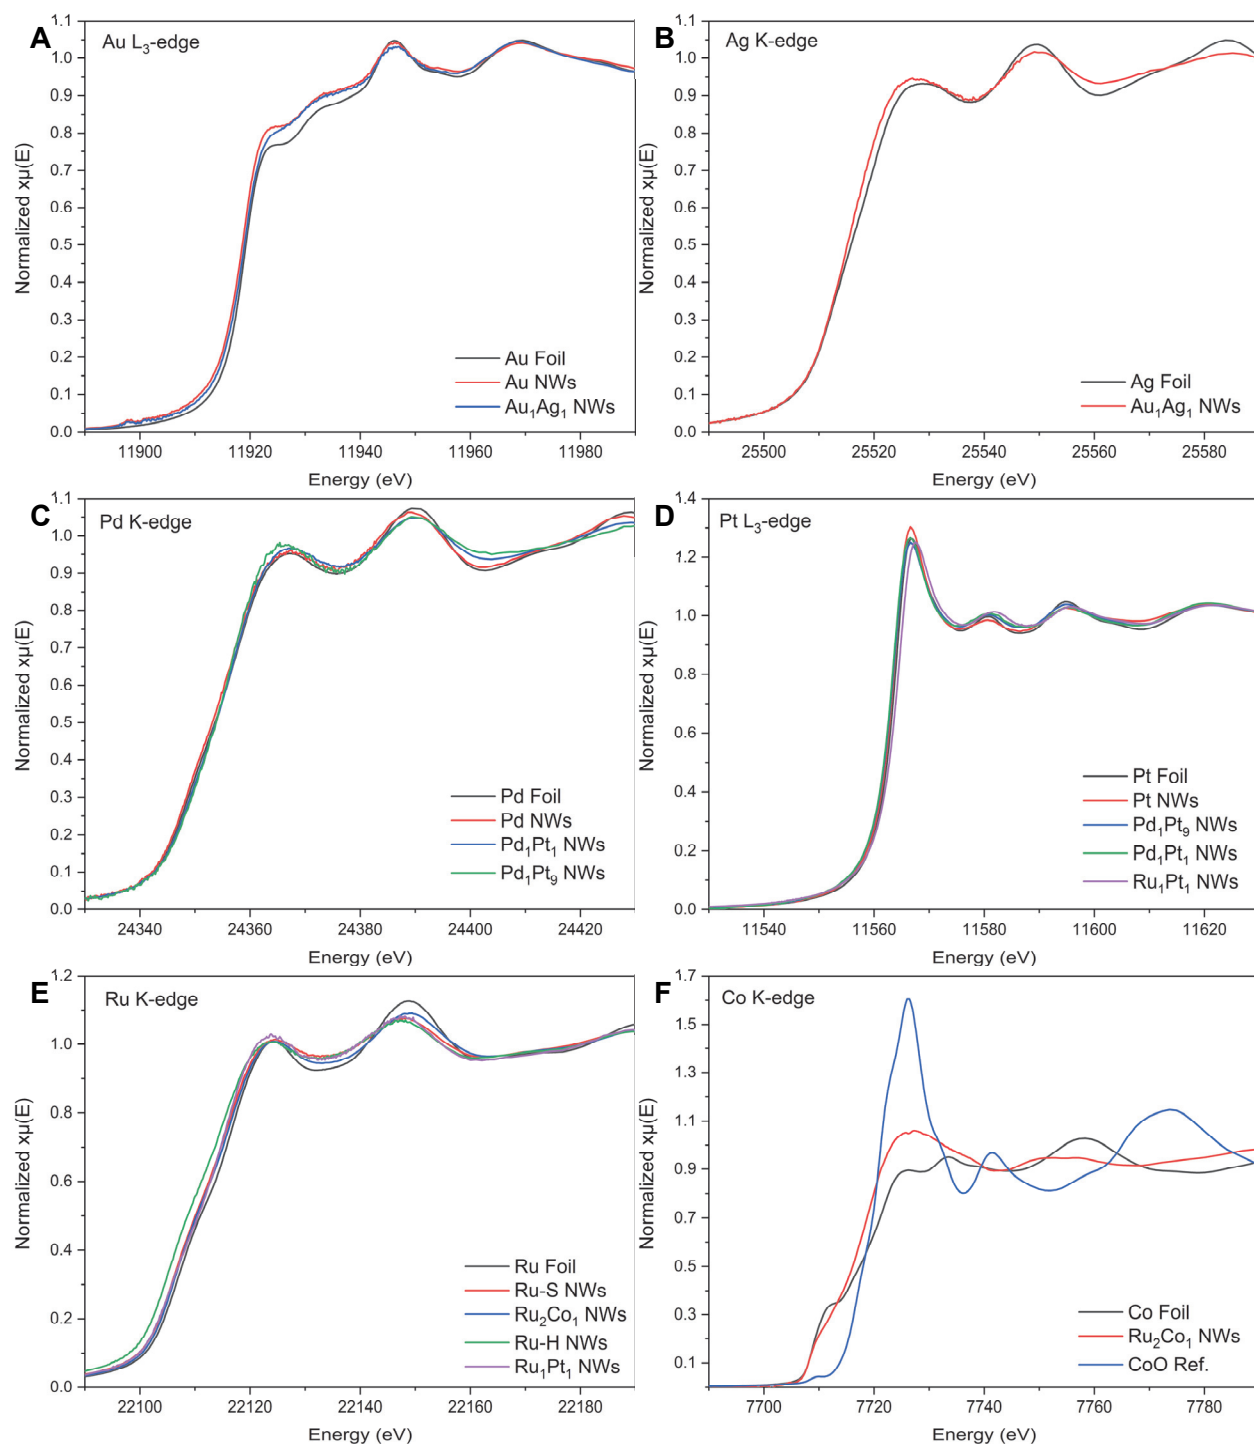 A
Au L₃-edge
Normalized xμ(E)
1.1
1.0
0.9
0.8
0.7
0.6
0.5
0.4
0.3
0.2
0.1
0.0
Au Foil
Au NWs
Au₁Ag₁ NWs
11900 11920 11940 11960 11980
Energy (eV)
B
Ag K-edge
Normalized xμ(E)
1.1
1.0
0.9
0.8
0.7
0.6
0.5
0.4
0.3
0.2
0.1
0.0
Ag Foil
Au₁Ag₁ NWs
25500 25520 25540 25560 25580
Energy (eV)
C
Pd K-edge
Normalized xμ(E)
1.1
1.0
0.9
0.8
0.7
0.6
0.5
0.4
0.3
0.2
0.1
0.0
Pd Foil
Pd NWs
Pd₁Pt₁ NWs
Pd₁Pt₉ NWs
24340 24360 24380 24400 24420
Energy (eV)
D
Pt L₃-edge
Normalized xμ(E)
1.4
1.2
1.0
0.8
0.6
0.4
0.2
0.0
Pt Foil
Pt NWs
Pd₁Pt₉ NWs
Pd₁Pt₁ NWs
Ru₁Pt₁ NWs
11540 11560 11580 11600 11620
Energy (eV)
E
Ru K-edge
Normalized xμ(E)
1.2
1.0
0.8
0.6
0.4
0.2
0.0
Ru Foil
Ru-S NWs
Ru₂Co₁ NWs
Ru-H NWs
Ru₁Pt₁ NWs
22100 22120 22140 22160 22180
Energy (eV)
F
Co K-edge
Normalized xμ(E)
1.7
1.5
1.3
1.1
0.9
0.7
0.5
0.3
0.1
Co Foil
Ru₂Co₁ NWs
CoO Ref.
7700 7720 7740 7760 7780
Energy (eV)